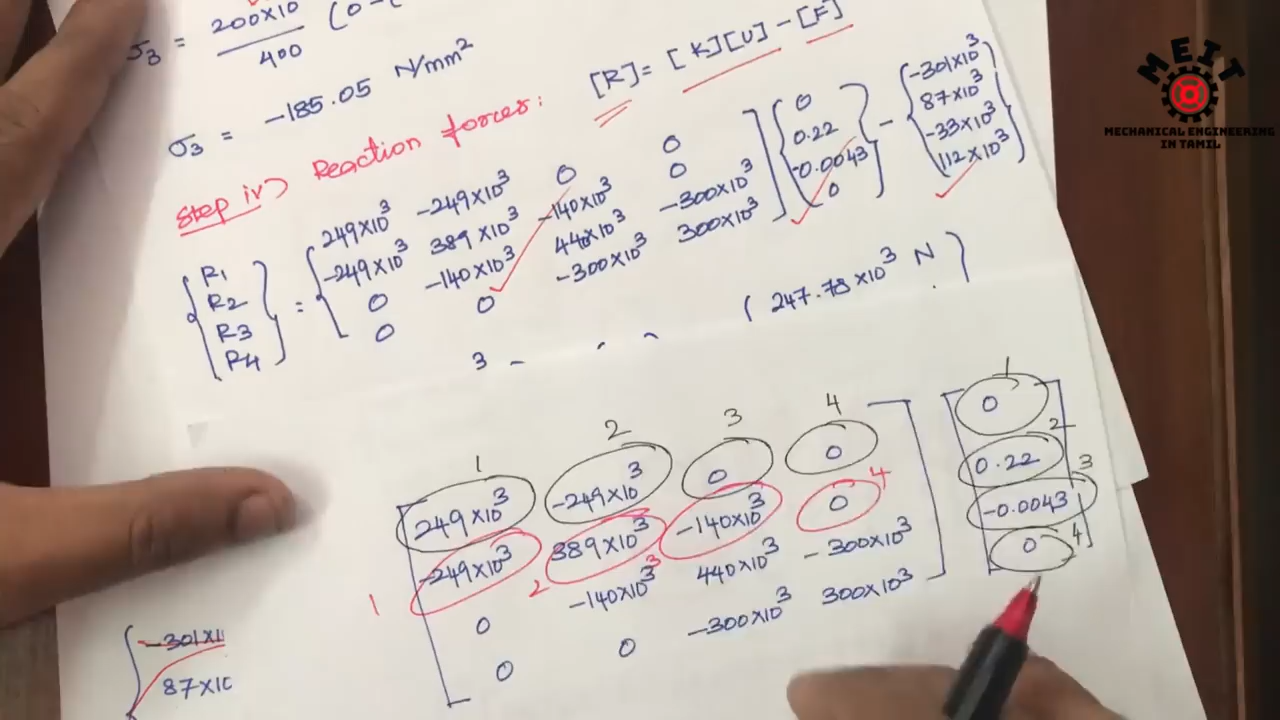 σ3 = 200×10 / 400 (0-(
σ3 = -185.05 N/mm²
Step iv) Reaction forces: [R] = [K][U] - [F]
{R1 R2 R3 R4} =
249×10³ -249×10³ 0 0
-249×10³ 389×10³ -140×10³ 0
0 -140×10³ 440×10³ -300×10³
0 0 -300×10³ 300×10³
{0 0.22 -0.0043 0} - {-301×10³ 87×10³ -33×10³ 112×10³}
(247.78×10³ N)
3 -
1 2 3 4 1
249×10³ -249×10³ 0 0 0
2
-249×10³ 389×10³ -140×10³ 0 4 0.22
1 2 3 3
0 -140×10³ 440×10³ -300×10³ -0.0043
4
0 0 -300×10³ 300×10³ 0
-301×1
87×10
MEIT
MECHANICAL ENGINEERING
IN TAMIL